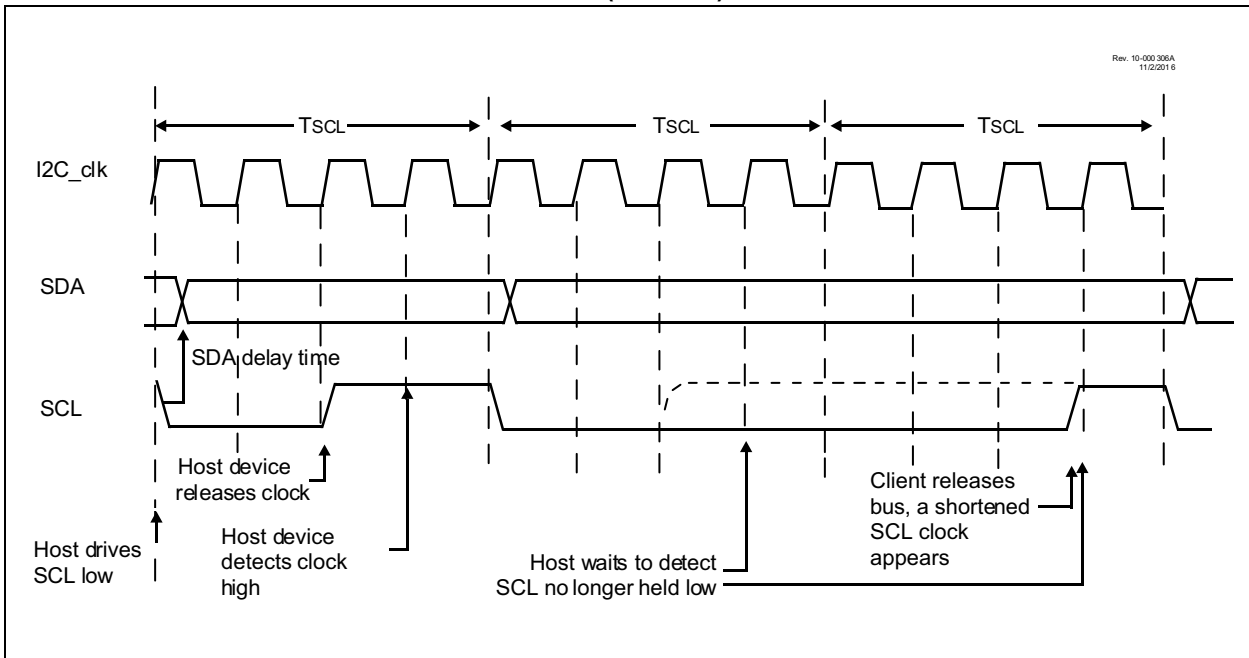 Rev. 10-000 306A
11/2/201 6
TSCL TSCL TSCL
I2C_clk
SDA
SDA delay time
SCL
Host device
releases clock
Host drives
SCL low
Host device
detects clock
high
Host waits to detect
SCL no longer held low
Client releases
bus, a shortened
SCL clock
appears